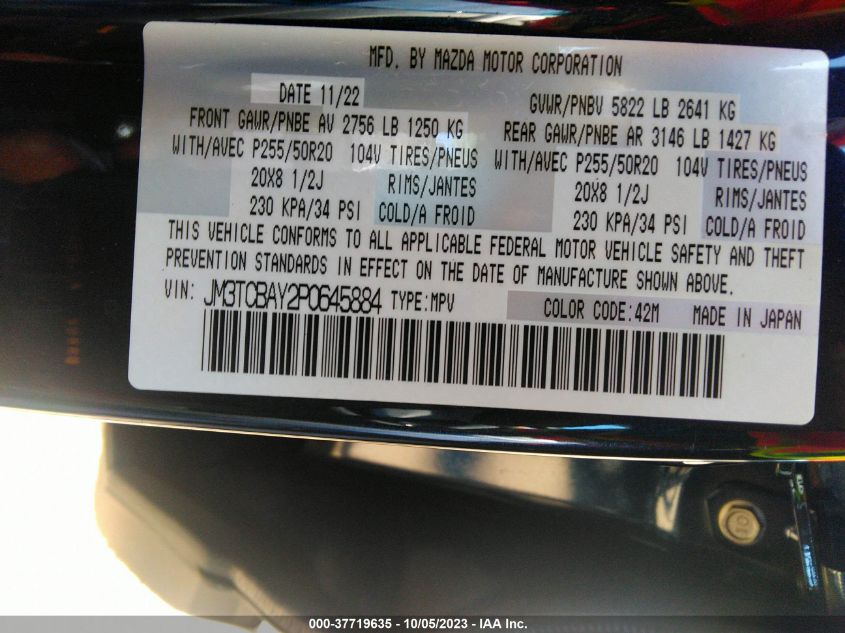 MFD. BY MAZDA MOTOR CORPORATION
DATE 11/22 GVWR/PNBV 5822 LB 2641 KG
FRONT GAWR/PNBE AV 2756 LB 1250 KG REAR GAWR/PNBE AR 3146 LB 1427 KG
WITH/AVEC P255/50R20 104V TIRES/PNEUS WITH/AVEC P255/50R20 104V TIRES/PNEUS
20X8 1/2J RIMS/JANTES 20X8 1/2J RIMS/JANTES
230 KPA/34 PSI COLD/A FROID 230 KPA/34 PSI COLD/A FROID
THIS VEHICLE CONFORMS TO ALL APPLICABLE FEDERAL MOTOR VEHICLE SAFETY AND THEFT
PREVENTION STANDARDS IN EFFECT ON THE DATE OF MANUFACTURE SHOWN ABOVE.
VIN: JM3TCBAY2P0645884 TYPE:MPV COLOR CODE:42M MADE IN JAPAN
000-37719635 - 10/05/2023 - IAA Inc.